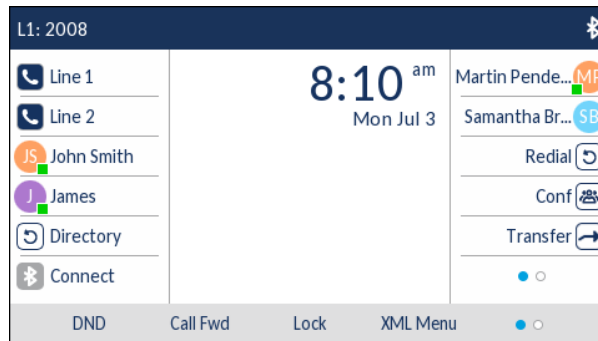 L1: 2008
Line 1
Line 2
JS John Smith
J James
Directory
Connect
8:10 am
Mon Jul 3
Martin Pende... MP
Samantha Br... SB
Redial
Conf
Transfer
DND Call Fwd Lock XML Menu